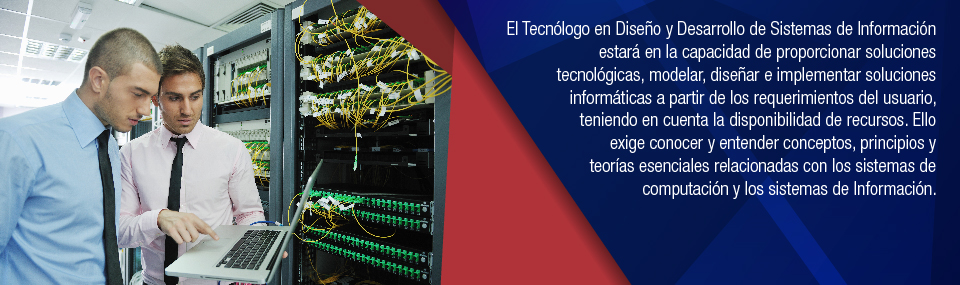 El Tecnólogo en Diseño y Desarrollo de Sistemas de Información
estará en la capacidad de proporcionar soluciones
tecnológicas, modelar, diseñar e implementar soluciones
informáticas a partir de los requerimientos del usuario,
teniendo en cuenta la disponibilidad de recursos. Ello
exige conocer y entender conceptos, principios y
teorías esenciales relacionadas con los sistemas de
computación y los sistemas de Información.